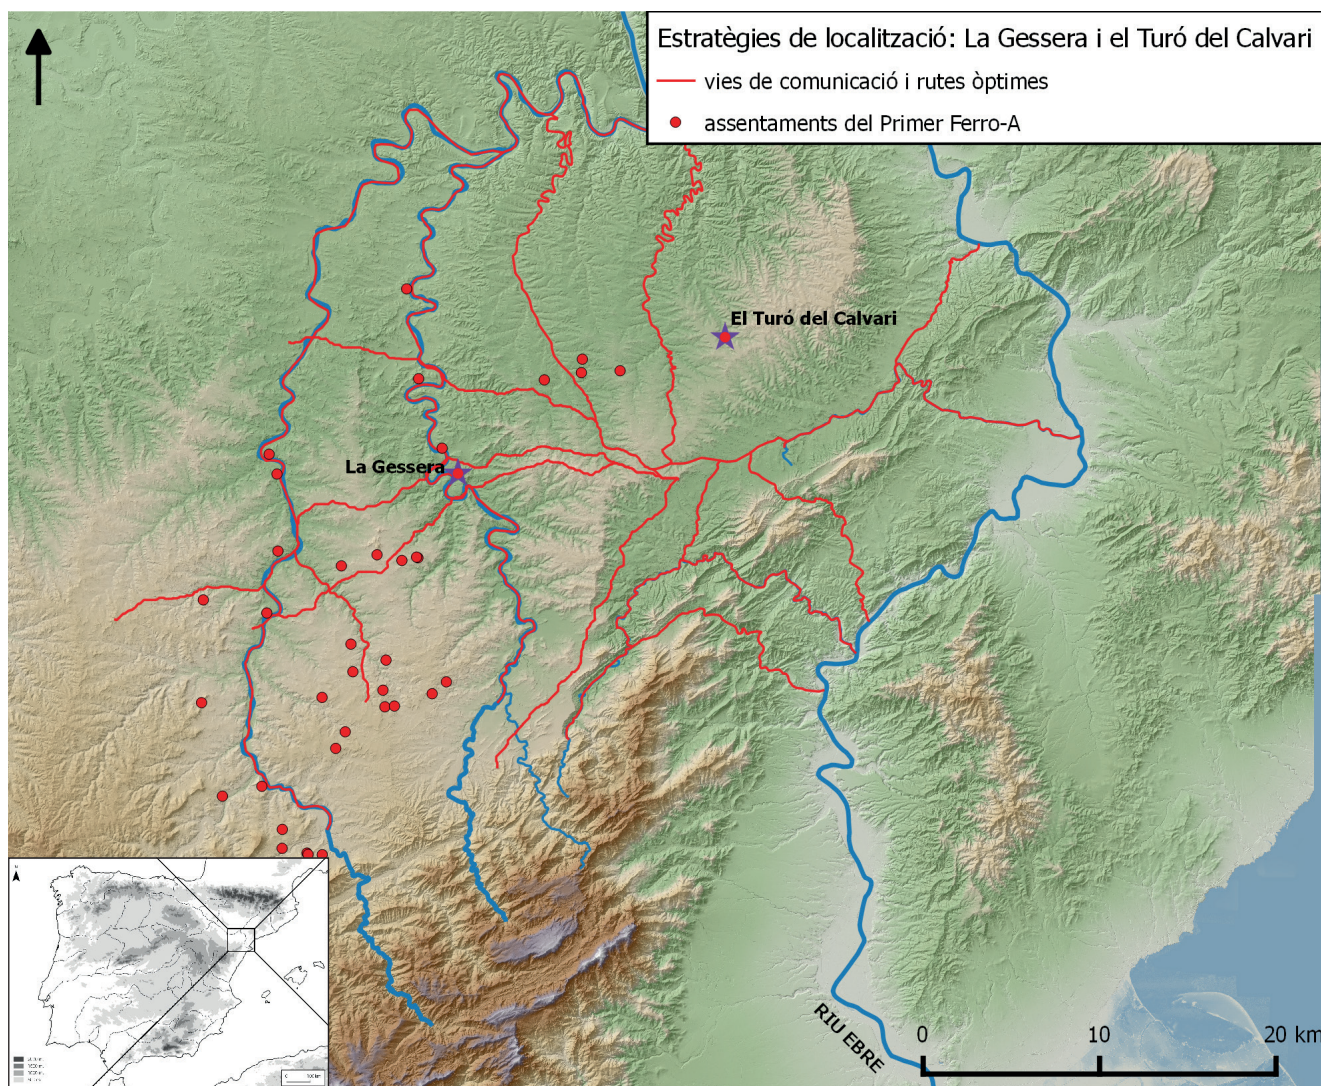 Estratègies de localització: La Gessera i el Turó del Calvari
vies de comunicació i rutes òptimes
assentaments del Primer Ferro-A
El Turó del Calvari
La Gessera
RIU EBRE
0 10 20 km